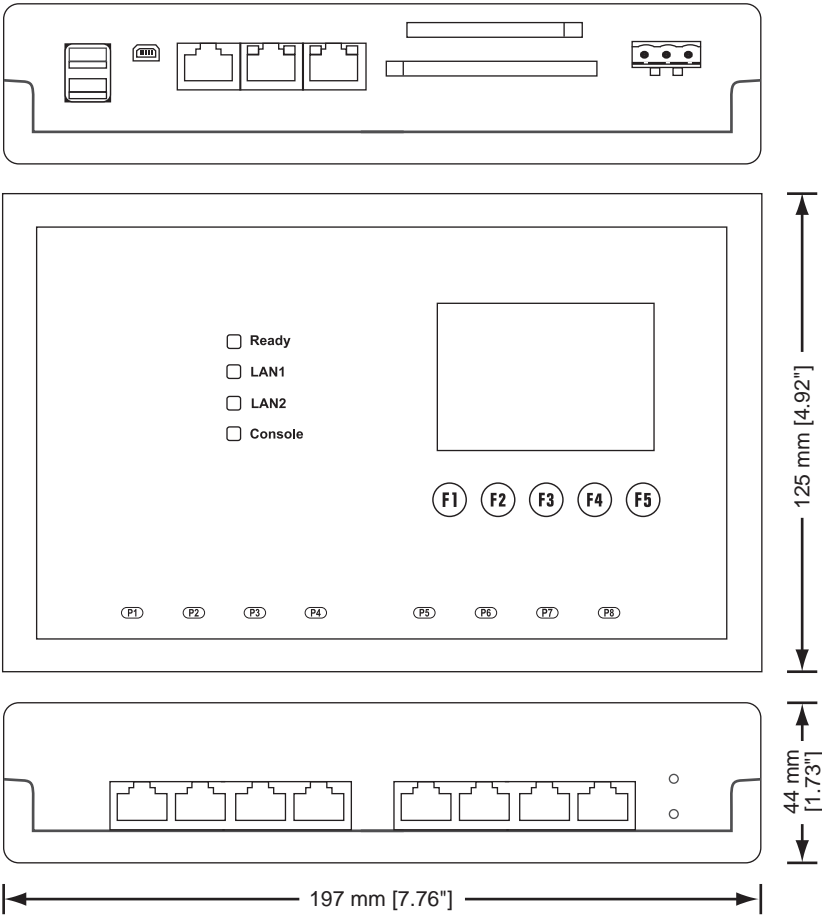 Ready
LAN1
LAN2
Console
F1 F2 F3 F4 F5
P1 P2 P3 P4 P5 P6 P7 P8
125 mm [4.92"]
44 mm
[1.73"]
197 mm [7.76"]